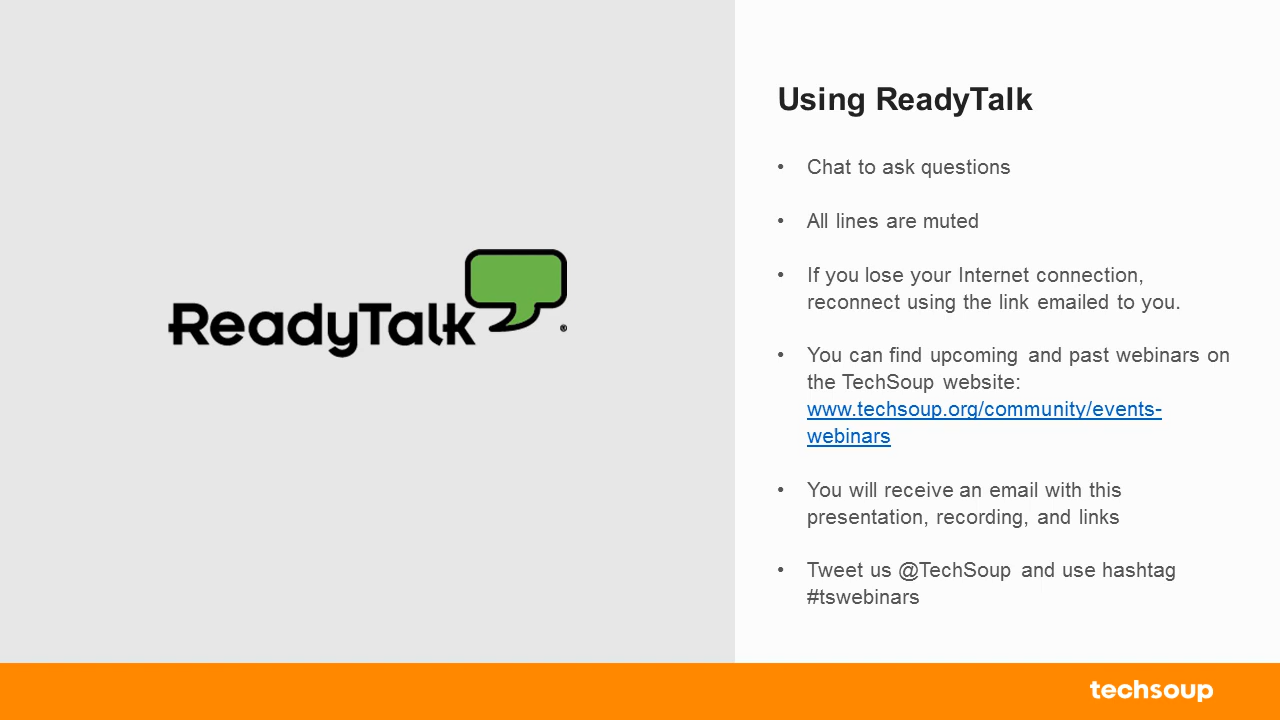 ReadyTalk®
Using ReadyTalk
• Chat to ask questions
• All lines are muted
• If you lose your Internet connection,
reconnect using the link emailed to you.
• You can find upcoming and past webinars on
the TechSoup website:
www.techsoup.org/community/events-
webinars
• You will receive an email with this
presentation, recording, and links
• Tweet us @TechSoup and use hashtag
#tswebinars
techsoup